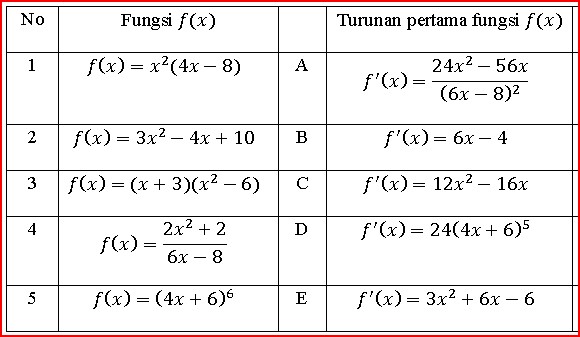 No Fungsi f(x) Turunan pertama fungsi f(x)
1 f(x) = x²(4x − 8) A f′(x) = (24x² − 56x)/(6x − 8)²
2 f(x) = 3x² − 4x + 10 B f′(x) = 6x − 4
3 f(x) = (x + 3)(x² − 6) C f′(x) = 12x² − 16x
4 f(x) = (2x² + 2)/(6x − 8) D f′(x) = 24(4x + 6)⁵
5 f(x) = (4x + 6)⁶ E f′(x) = 3x² + 6x − 6